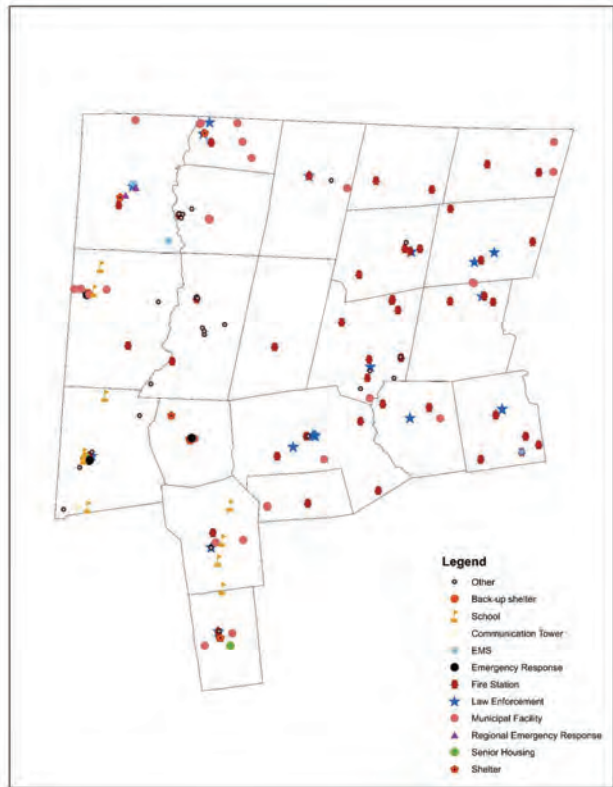 Legend
Other
Back-up shelter
School
Communication Tower
EMS
Emergency Response
Fire Station
Law Enforcement
Municipal Facility
Regional Emergency Response
Senior Housing
Shelter